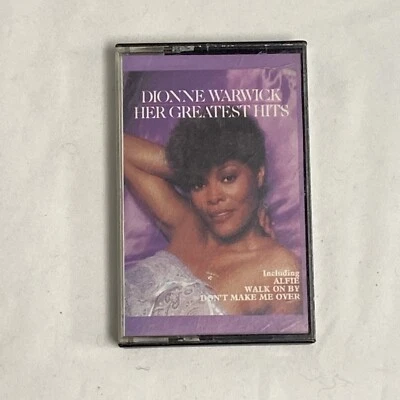 DIONNE WARWICK
HER GREATEST HITS
Including
ALFIE
WALK ON BY
DON'T MAKE ME OVER